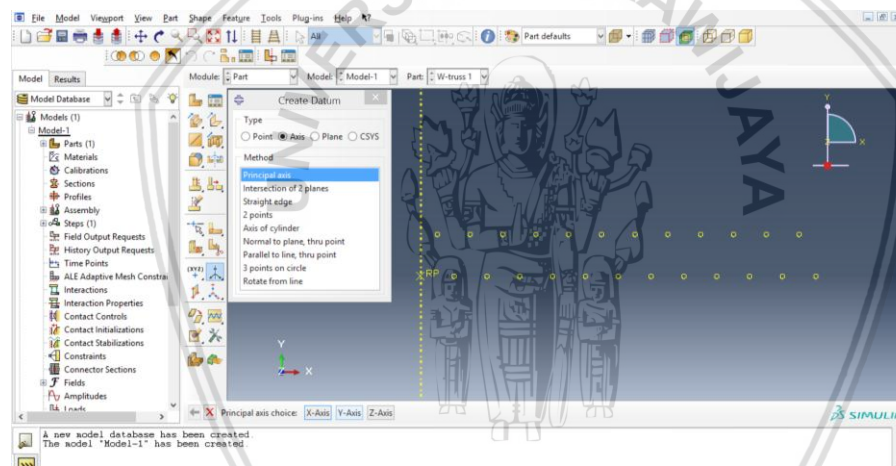 UNIVERS
AWIJAYA
File Model Viewport View Part Shape Feature Tools Plug-ins Help
All
Part defaults
Model Results
Module: Part Model: Model-1 Part: W-truss 1
Model Database
Models (1)
Model-1
Parts (1)
Materials
Calibrations
Sections
Profiles
Assembly
Steps (1)
Field Output Requests
History Output Requests
Time Points
ALE Adaptive Mesh Constrai
Interactions
Interaction Properties
Contact Controls
Contact Initializations
Contact Stabilizations
Constraints
Connector Sections
Fields
Amplitudes
Loads
Create Datum
Type
Point Axis Plane CSYS
Method
Principal axis
Intersection of 2 planes
Straight edge
2 points
Axis of cylinder
Normal to plane, thru point
Parallel to line, thru point
3 points on circle
Rotate from line
(XYZ)
RP
Y
X
Z
Y
X
Z
Principal axis choice: X-Axis Y-Axis Z-Axis
SIMULI
A new model database has been created.
The model "Model-1" has been created.